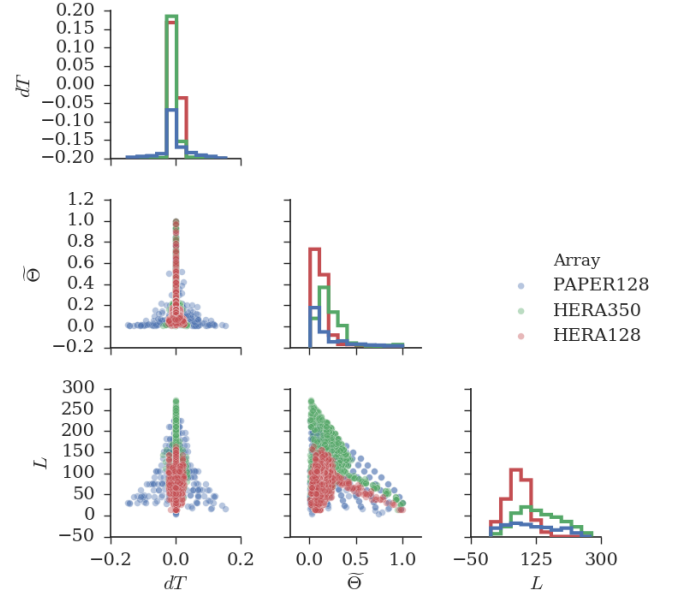 0.20
0.15
0.10
0.05
0.00
−0.05
−0.10
−0.15
−0.20
dT
1.2
1.0
0.8
0.6
0.4
0.2
0.0
−0.2
Θ̃
Array
PAPER128
HERA350
HERA128
300
250
200
150
100
50
0
−50
L
−0.2 0.0 0.2
dT
0.0 0.5 1.0
Θ̃
−50 125 300
L